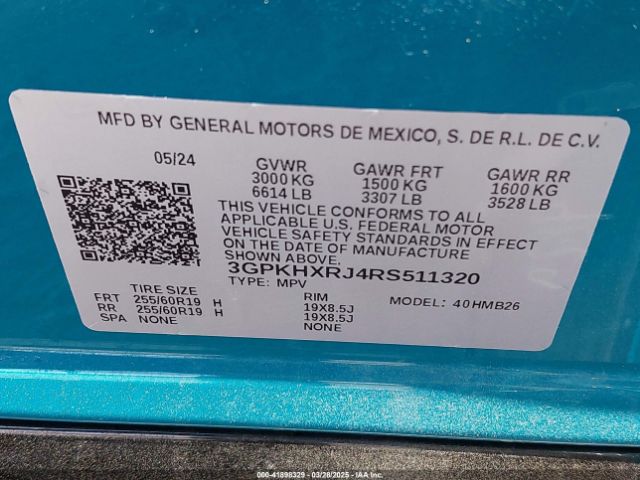 MFD BY GENERAL MOTORS DE MEXICO, S. DE R.L. DE C.V.
05/24 GVWR GAWR FRT GAWR RR
3000 KG 1500 KG 1600 KG
6614 LB 3307 LB 3528 LB
THIS VEHICLE CONFORMS TO ALL
APPLICABLE U.S. FEDERAL MOTOR
VEHICLE SAFETY STANDARDS IN EFFECT
ON THE DATE OF MANUFACTURE
SHOWN ABOVE.
3GPKHXRJ4RS511320
TYPE: MPV MODEL: 40HMB26
TIRE SIZE RIM
FRT 255/60R19 H 19X8.5J
RR 255/60R19 H 19X8.5J
SPA NONE NONE
000-41898329 - 03/28/2025 - IAAI.COM